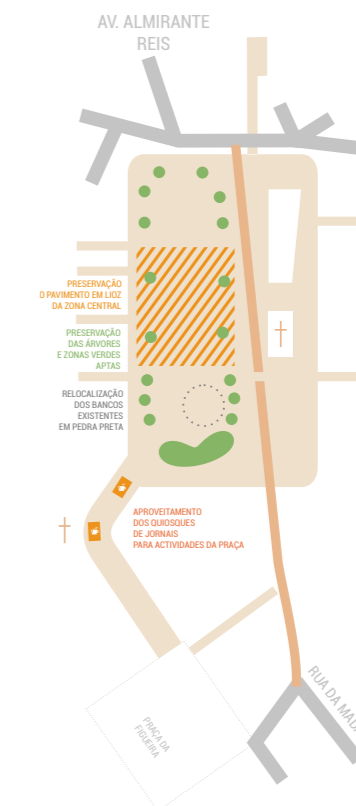 AV. ALMIRANTE
REIS
PRESERVAÇÃO
O PAVIMENTO EM LIOZ
DA ZONA CENTRAL
PRESERVAÇÃO
DAS ÁRVORES
E ZONAS VERDES
APTAS
RELOCALIZAÇÃO
DOS BANCOS
EXISTENTES
EM PEDRA PRETA
APROVEITAMENTO
DOS QUIOSQUES
DE JORNAIS
PARA ACTIVIDADES DA PRAÇA
PRAÇA DA
FIGUEIRA
RUA DA